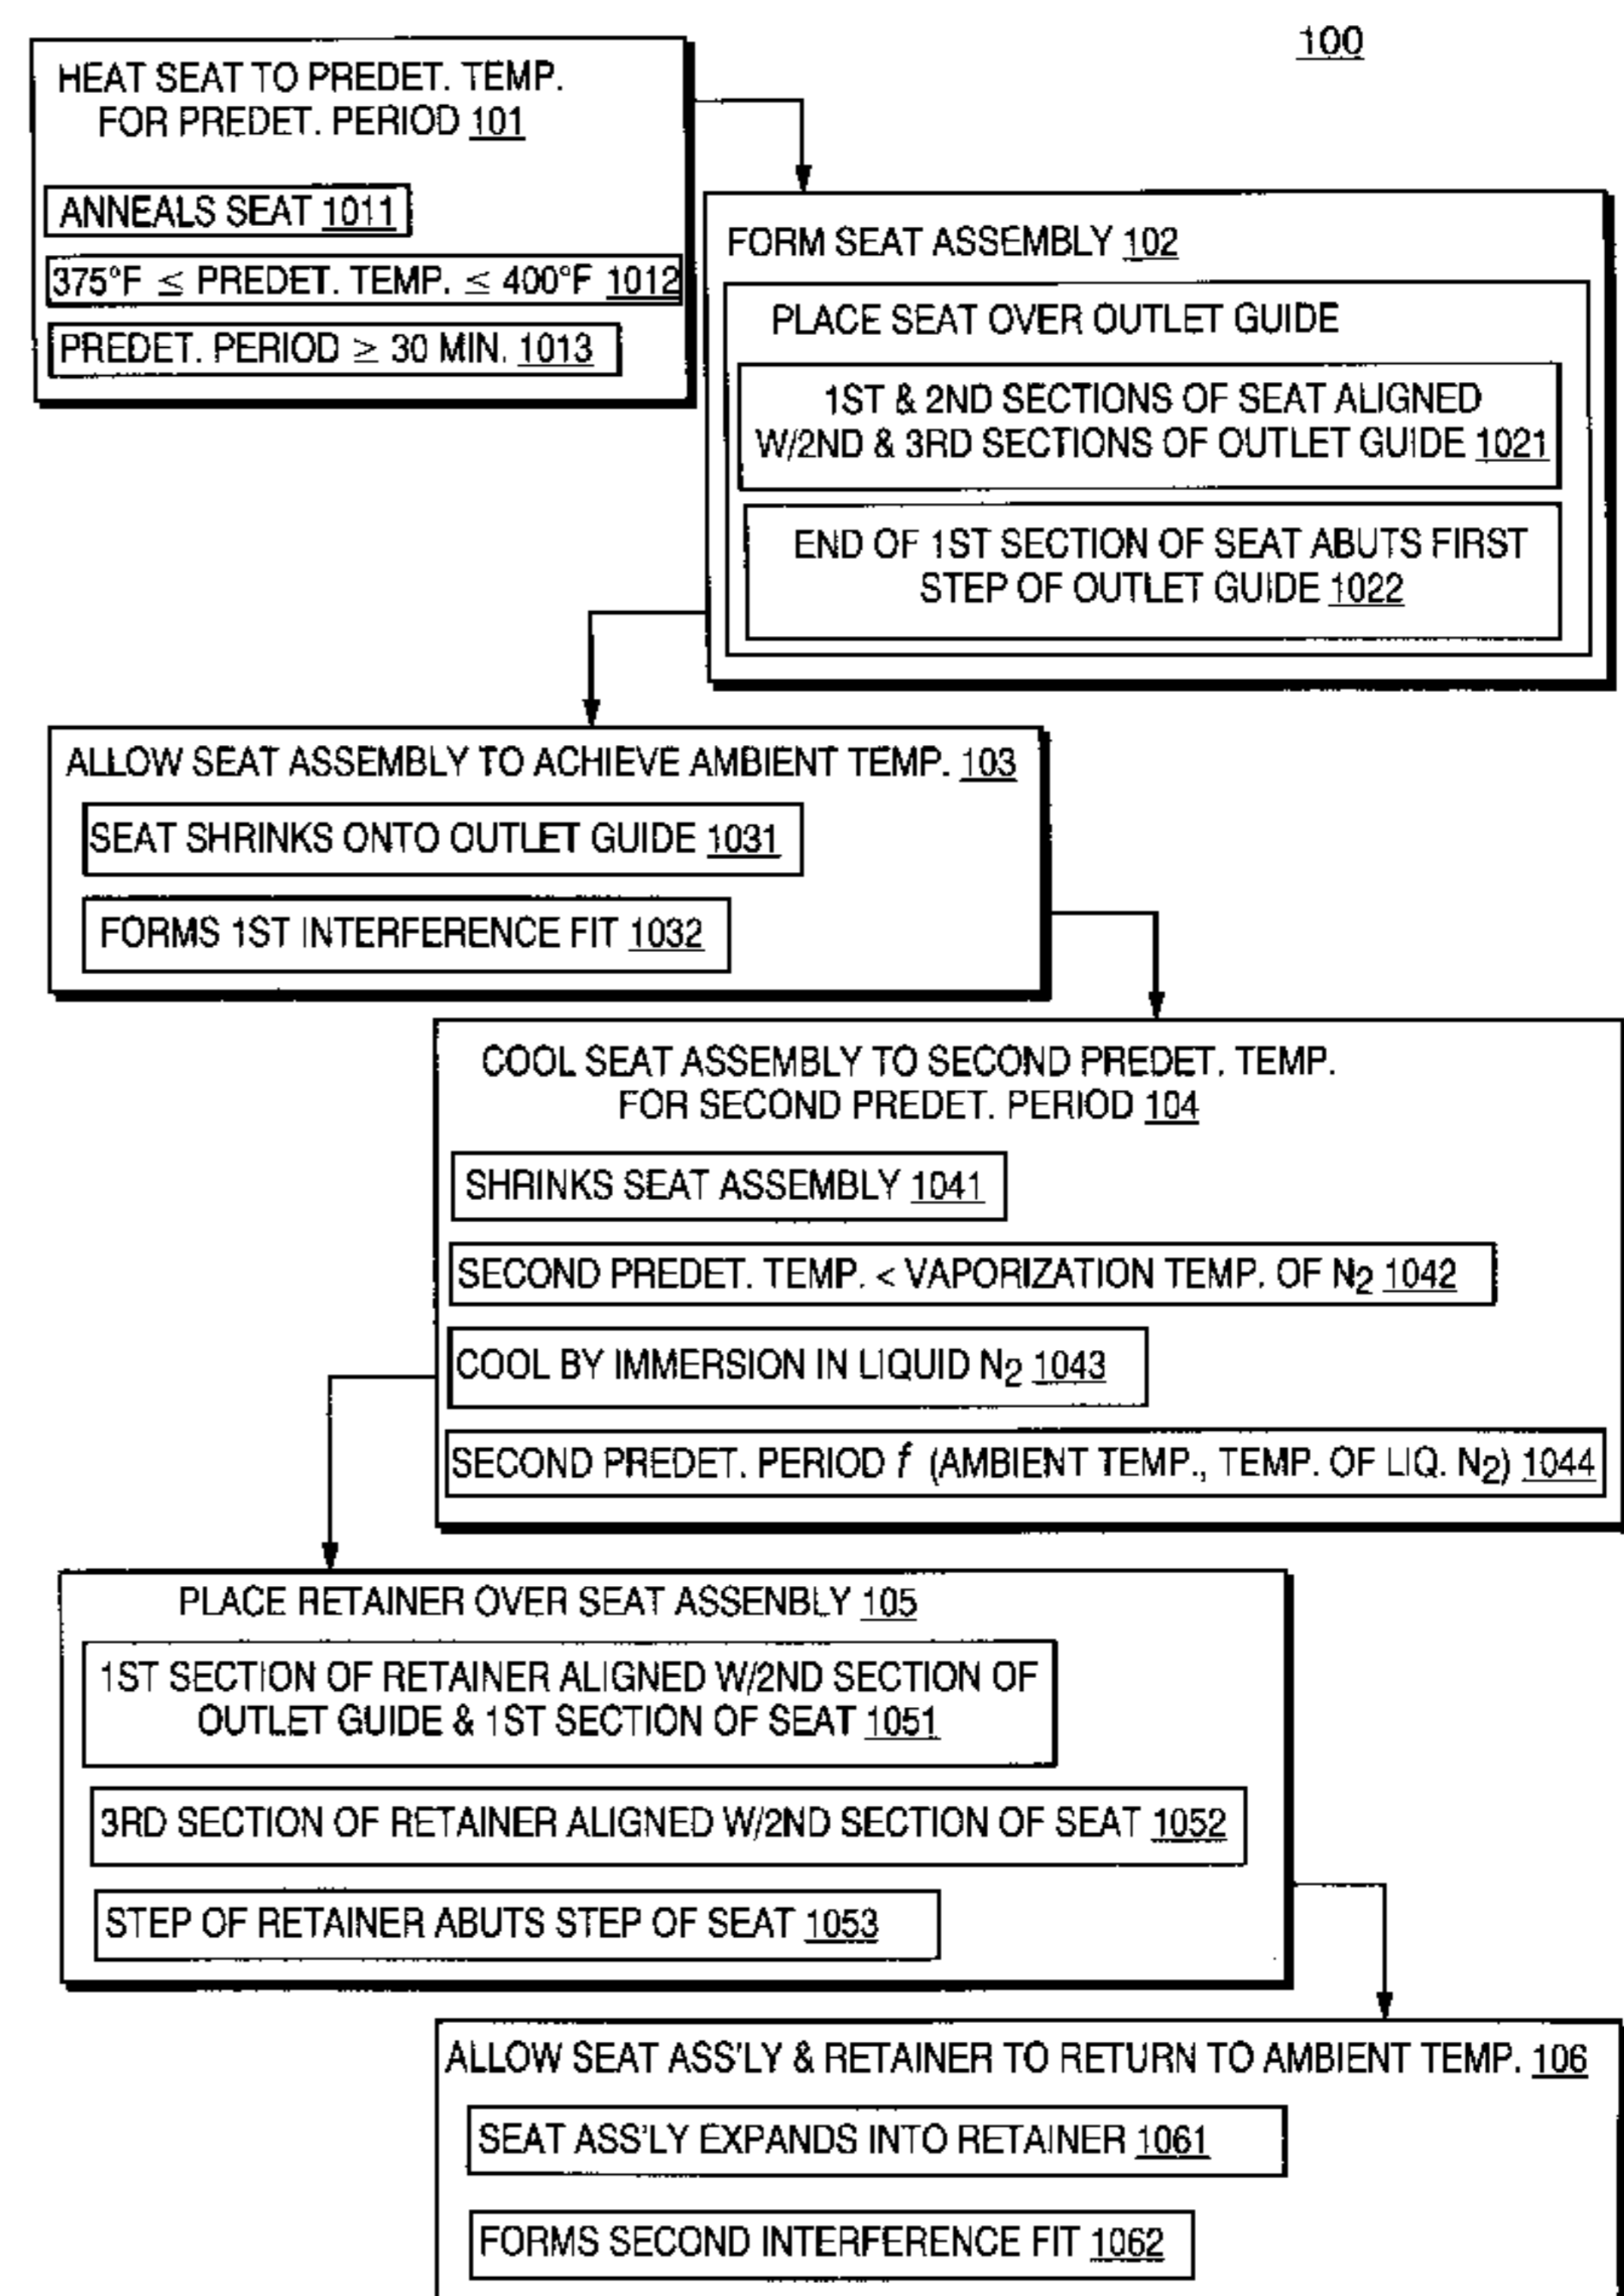 100
HEAT SEAT TO PREDET. TEMP.
FOR PREDET. PERIOD 101
ANNEALS SEAT 1011
375°F ≤ PREDET. TEMP. ≤ 400°F 1012
PREDET. PERIOD ≥ 30 MIN. 1013
FORM SEAT ASSEMBLY 102
PLACE SEAT OVER OUTLET GUIDE
1ST & 2ND SECTIONS OF SEAT ALIGNED
W/2ND & 3RD SECTIONS OF OUTLET GUIDE 1021
END OF 1ST SECTION OF SEAT ABUTS FIRST
STEP OF OUTLET GUIDE 1022
ALLOW SEAT ASSEMBLY TO ACHIEVE AMBIENT TEMP. 103
SEAT SHRINKS ONTO OUTLET GUIDE 1031
FORMS 1ST INTERFERENCE FIT 1032
COOL SEAT ASSEMBLY TO SECOND PREDET. TEMP.
FOR SECOND PREDET. PERIOD 104
SHRINKS SEAT ASSEMBLY 1041
SECOND PREDET. TEMP. < VAPORIZATION TEMP. OF N2 1042
COOL BY IMMERSION IN LIQUID N2 1043
SECOND PREDET. PERIOD f (AMBIENT TEMP., TEMP. OF LIQ. N2) 1044
PLACE RETAINER OVER SEAT ASSENBLY 105
1ST SECTION OF RETAINER ALIGNED W/2ND SECTION OF
OUTLET GUIDE & 1ST SECTION OF SEAT 1051
3RD SECTION OF RETAINER ALIGNED W/2ND SECTION OF SEAT 1052
STEP OF RETAINER ABUTS STEP OF SEAT 1053
ALLOW SEAT ASS'LY & RETAINER TO RETURN TO AMBIENT TEMP. 106
SEAT ASS'LY EXPANDS INTO RETAINER 1061
FORMS SECOND INTERFERENCE FIT 1062